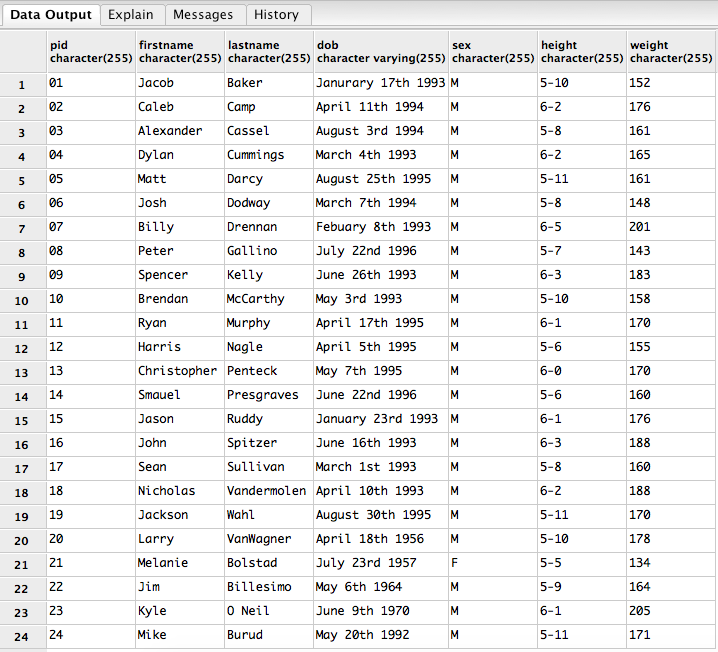 Data Output Explain Messages History
pid firstname lastname dob sex height weight
character(255) character(255) character(255) character varying(255) character(255) character(255) character(255)
1 01 Jacob Baker Janurary 17th 1993 M 5-10 152
2 02 Caleb Camp April 11th 1994 M 6-2 176
3 03 Alexander Cassel August 3rd 1994 M 5-8 161
4 04 Dylan Cummings March 4th 1993 M 6-2 165
5 05 Matt Darcy August 25th 1995 M 5-11 161
6 06 Josh Dodway March 7th 1994 M 5-8 148
7 07 Billy Drennan Febuary 8th 1993 M 6-5 201
8 08 Peter Gallino July 22nd 1996 M 5-7 143
9 09 Spencer Kelly June 26th 1993 M 6-3 183
10 10 Brendan McCarthy May 3rd 1993 M 5-10 158
11 11 Ryan Murphy April 17th 1995 M 6-1 170
12 12 Harris Nagle April 5th 1995 M 5-6 155
13 13 Christopher Penteck May 7th 1995 M 6-0 170
14 14 Smauel Presgraves June 22nd 1996 M 5-6 160
15 15 Jason Ruddy January 23rd 1993 M 6-1 176
16 16 John Spitzer June 16th 1993 M 6-3 188
17 17 Sean Sullivan March 1st 1993 M 5-8 160
18 18 Nicholas Vandermolen April 10th 1993 M 6-2 188
19 19 Jackson Wahl August 30th 1995 M 5-11 170
20 20 Larry VanWagner April 18th 1956 M 5-10 178
21 21 Melanie Bolstad July 23rd 1957 F 5-5 134
22 22 Jim Billesimo May 6th 1964 M 5-9 164
23 23 Kyle O Neil June 9th 1970 M 6-1 205
24 24 Mike Burud May 20th 1992 M 5-11 171